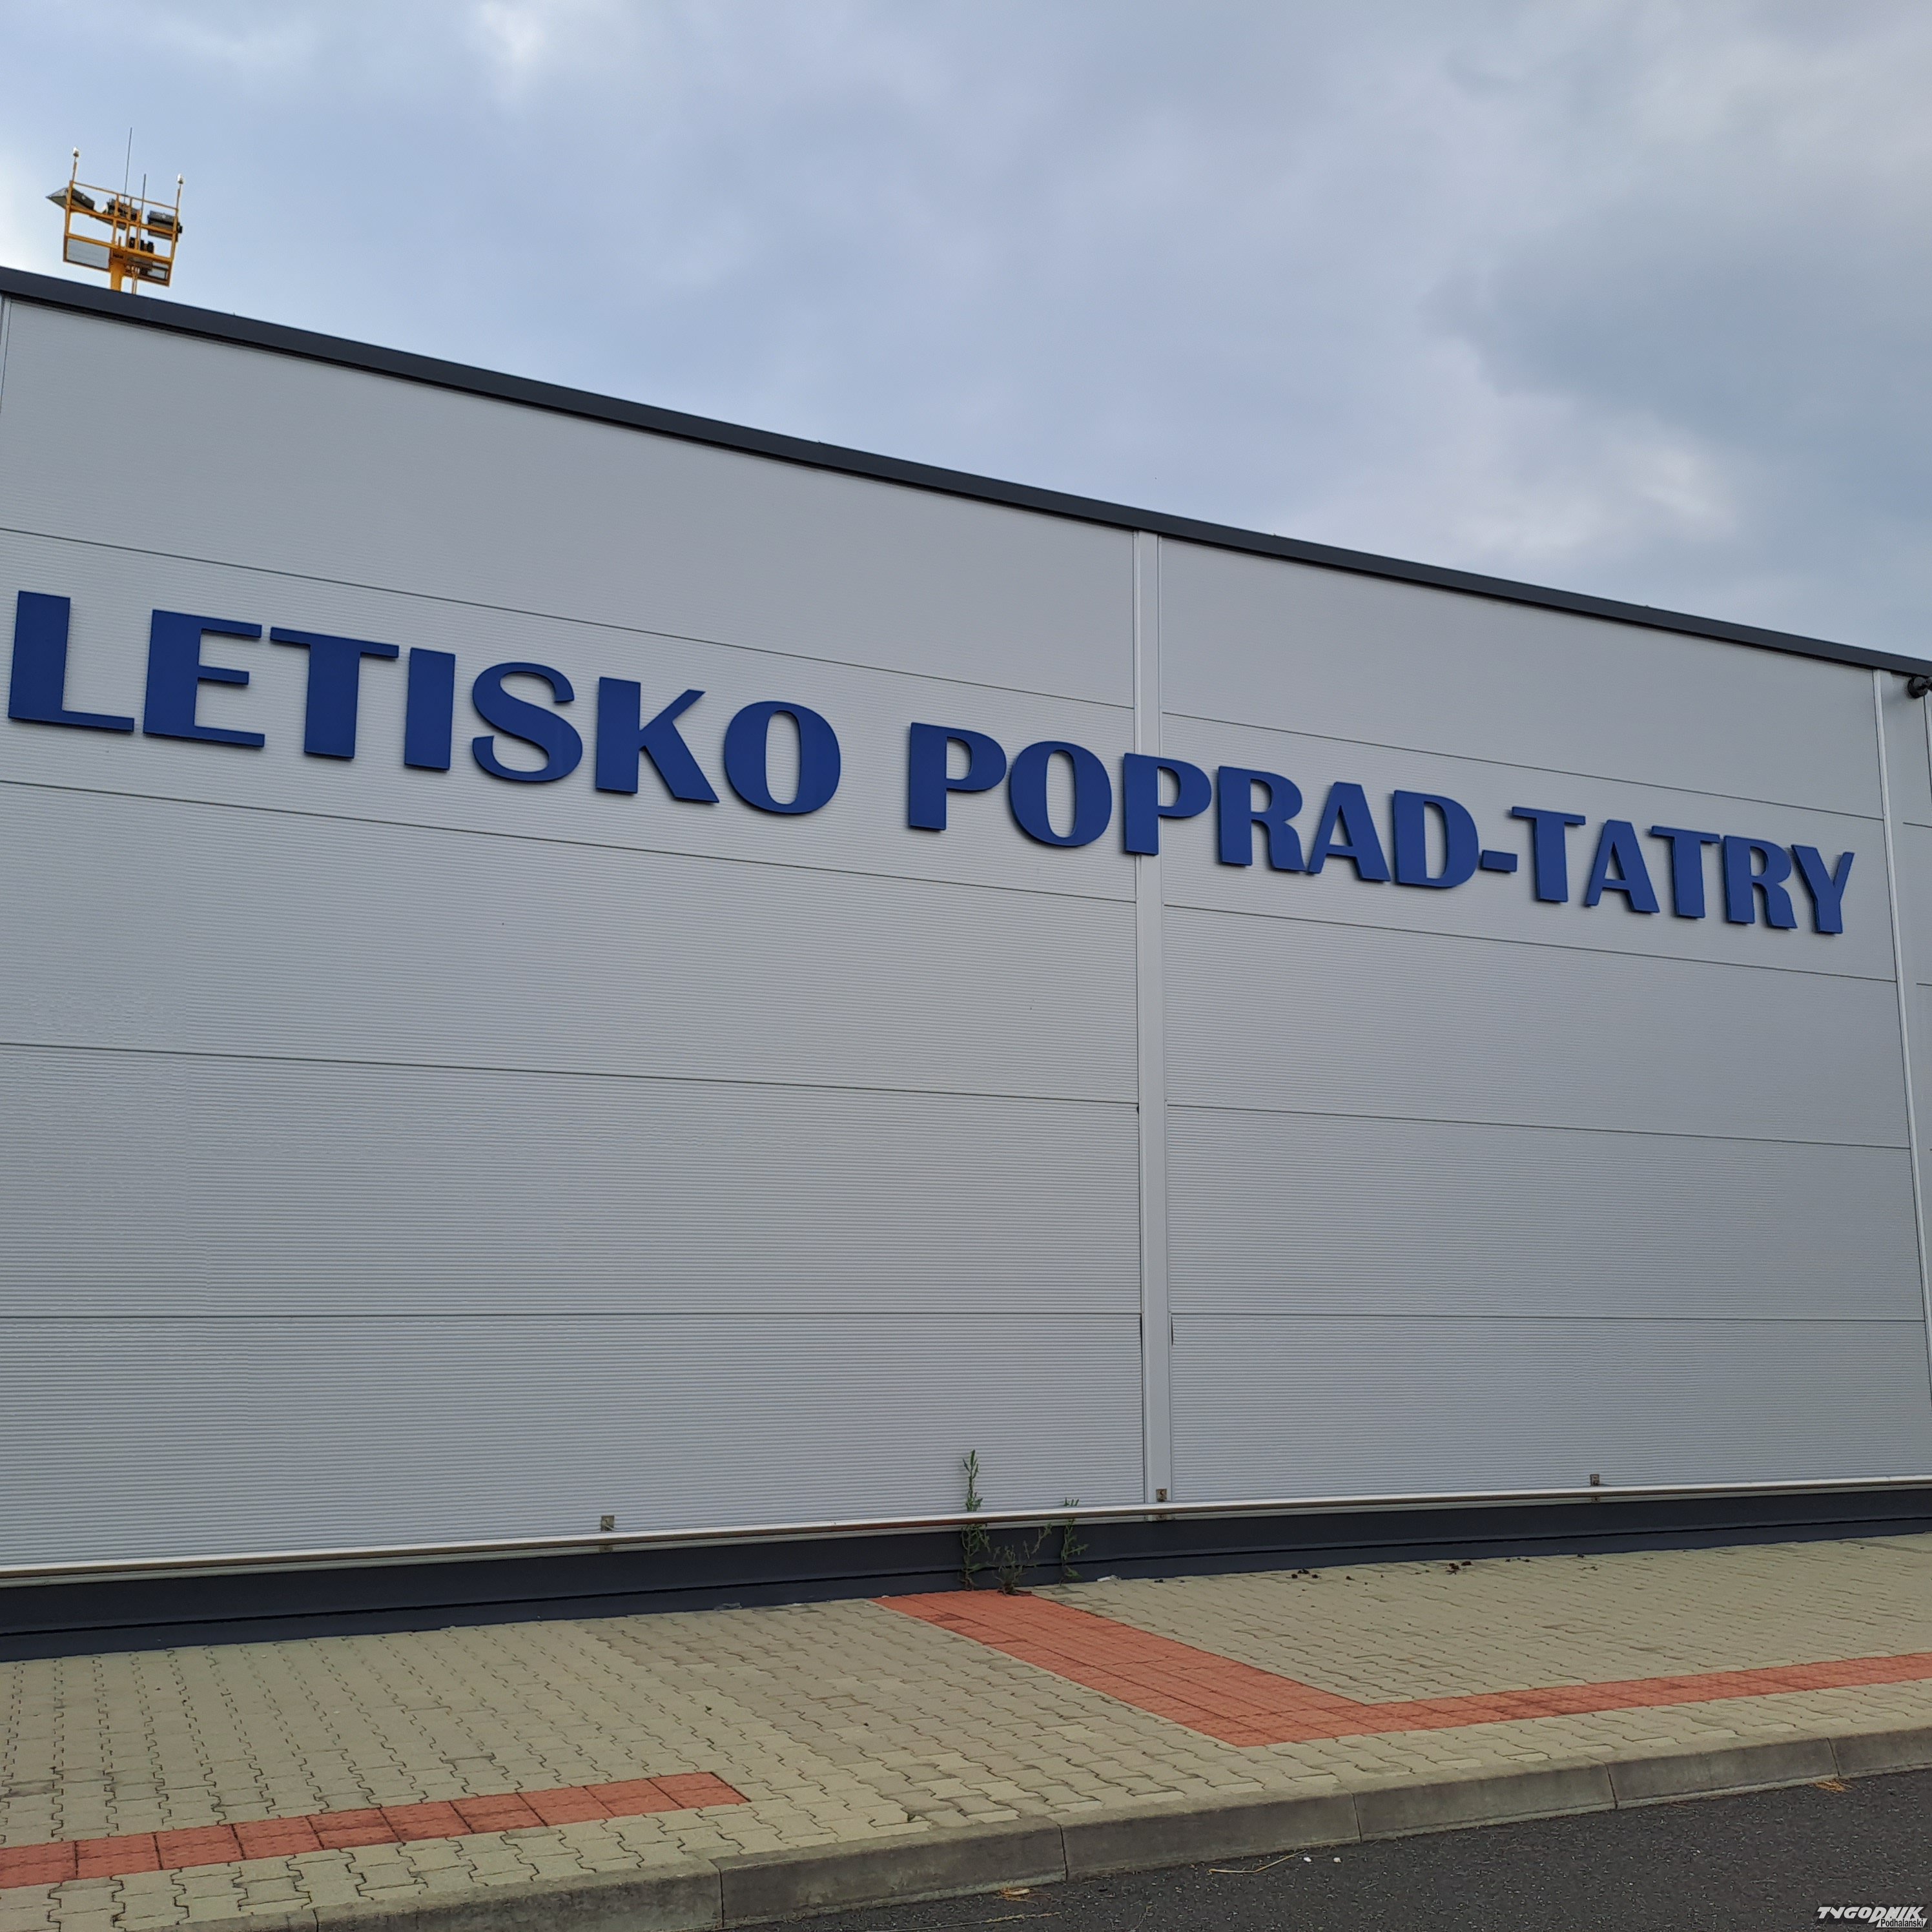 LETISKO POPRAD-TATRY
TYGODNIK
Podhalański